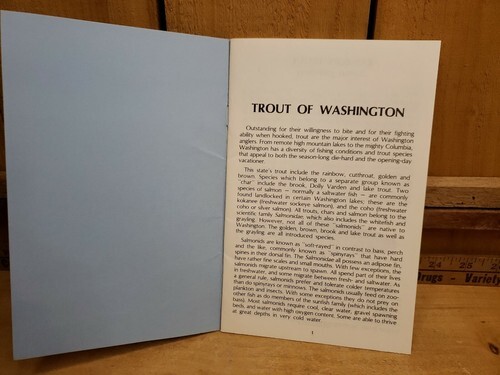 TROUT OF WASHINGTON
Outstanding for their willingness to bite and for their fighting
ability when hooked, trout are the major interest of Washington
anglers. From remote high mountain lakes to the mighty Columbia,
Washington has a diversity of fishing conditions and trout species
that appeal to both the season-long die-hard and the opening-day
vacationer.
This state's trout include the rainbow, cutthroat, golden and
brown. Species which belong to a separate group known as
"char" include the brook, Dolly Varden and lake trout. Two
species of salmon — normally a saltwater fish — are commonly
found landlocked in certain Washington lakes; these are the
kokanee (freshwater sockeye salmon), and the coho (freshwater
coho or silver salmon). All trouts, chars and salmon belong to the
scientific family Salmonidae, which also includes the whitefish and
grayling. However, not all of these "salmonids" are native to
Washington. The golden, brown, brook and lake trout as well as
the grayling are all introduced species.
Salmonids are known as "soft-rayed" in contrast to bass, perch
and the like, commonly known as "spinyrays" that have hard
spines in their dorsal fin. The Salmonidae all possess an adipose fin,
have rather fine scales and small mouths. With few exceptions, the
salmonids migrate upstream to spawn. All spend part of their lives
in freshwater, and some migrate between fresh- and saltwater. As
a general rule, salmonids prefer and tolerate colder temperatures
than do spinyrays or minnows. The salmonids usually feed on zoo-
plankton and insects. With some exceptions they do not prey on
other fish as do members of the sunfish family (which includes the
bass). Most salmonids require cool, clear water, gravel spawning
beds, and water with high oxygen content. Some are able to thrive
at great depths in very cold water.
1
24 25
rugs - Variety